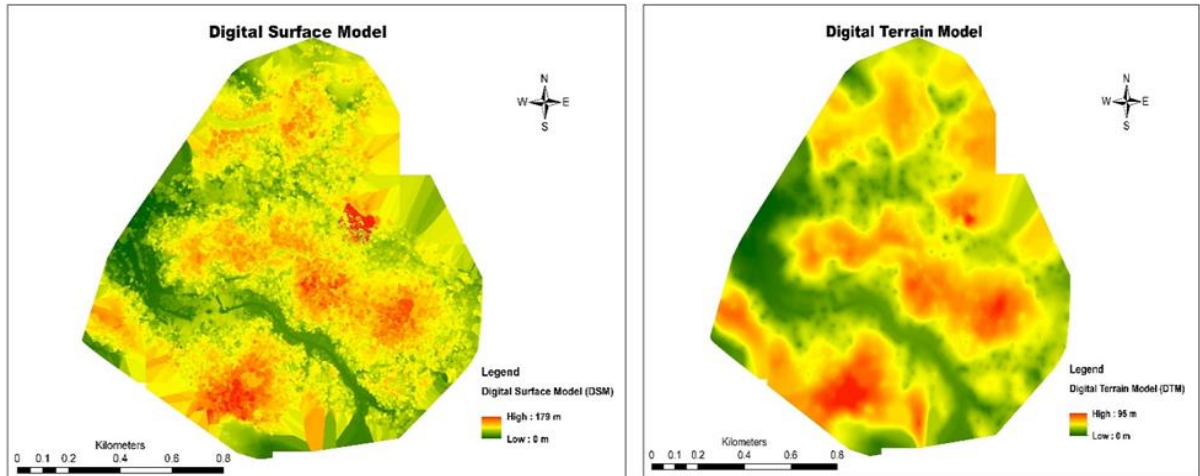 Digital Surface Model
N
W E
S
Legend
Digital Surface Model (DSM)
High : 179 m
Low : 0 m
Kilometers
0 0.1 0.2 0.4 0.6 0.8
Digital Terrain Model
N
W E
S
Legend
Digital Terrain Model (DTM)
High : 95 m
Low : 0 m
Kilometers
0 0.1 0.2 0.4 0.6 0.8